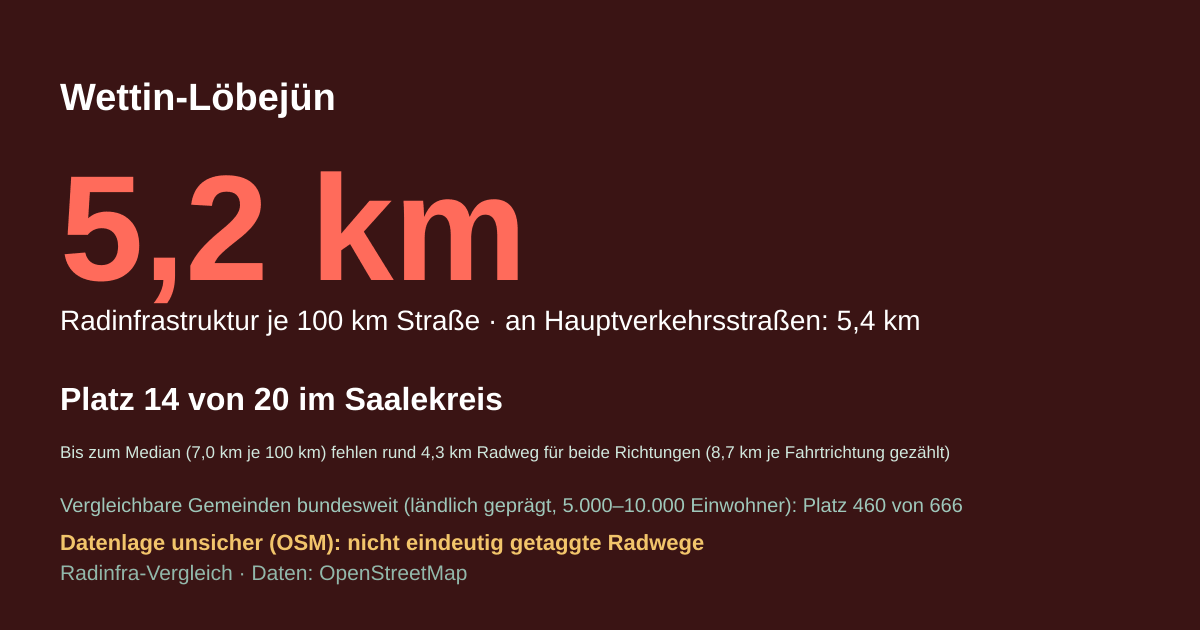 Wettin-Löbejün
5,2 km
Radinfrastruktur je 100 km Straße · an Hauptverkehrsstraßen: 5,4 km
Platz 14 von 20 im Saalekreis
Bis zum Median (7,0 km je 100 km) fehlen rund 4,3 km Radweg für beide Richtungen (8,7 km je Fahrtrichtung gezählt)
Vergleichbare Gemeinden bundesweit (ländlich geprägt, 5.000–10.000 Einwohner): Platz 460 von 666
Datenlage unsicher (OSM): nicht eindeutig getaggte Radwege
Radinfra-Vergleich · Daten: OpenStreetMap